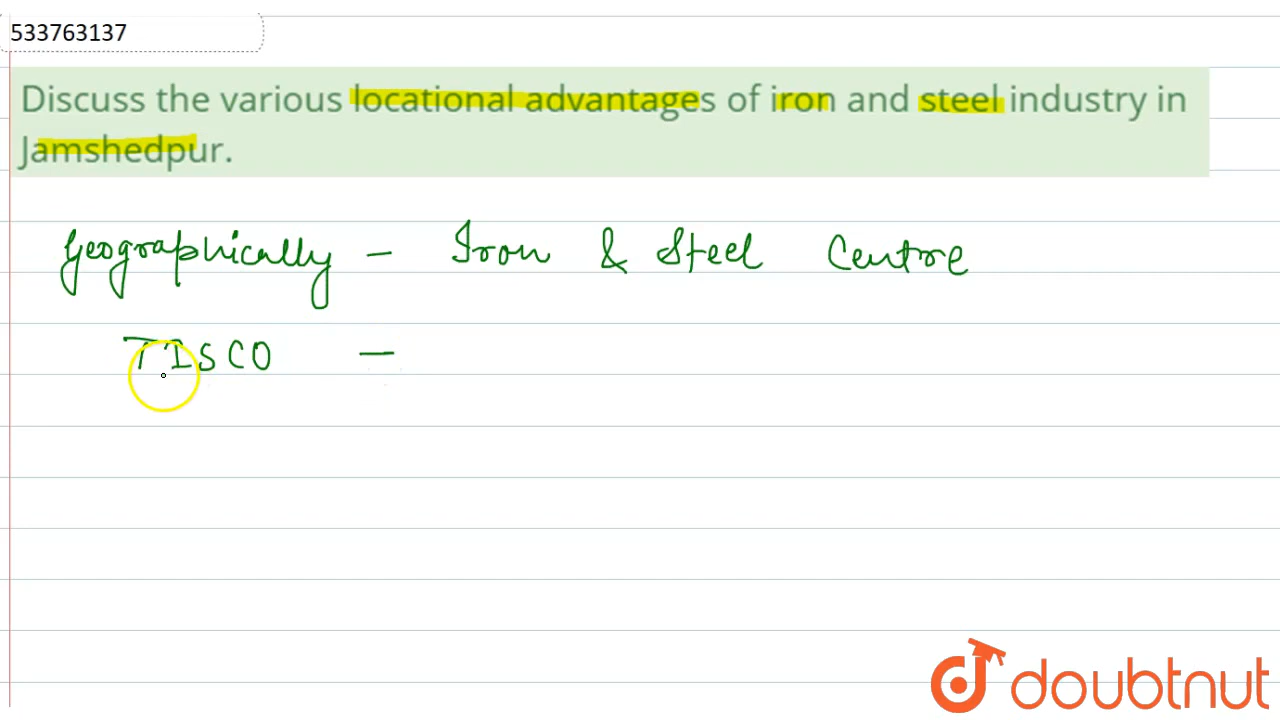 533763137
Discuss the various locational advantages of iron and steel industry in
Jamshedpur.
Geographically - Iron & Steel Centre
TISCO -
doubtnut